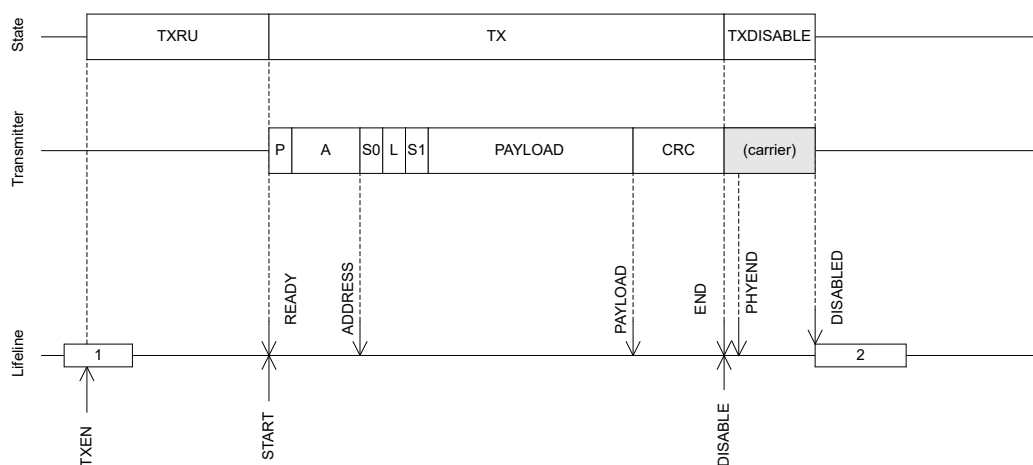 State
TXRU
TX
TXDISABLE
Transmitter
P
A
S0
L
S1
PAYLOAD
CRC
(carrier)
READY
ADDRESS
PAYLOAD
END
PHYEND
DISABLED
Lifeline
1
2
TXEN
START
DISABLE